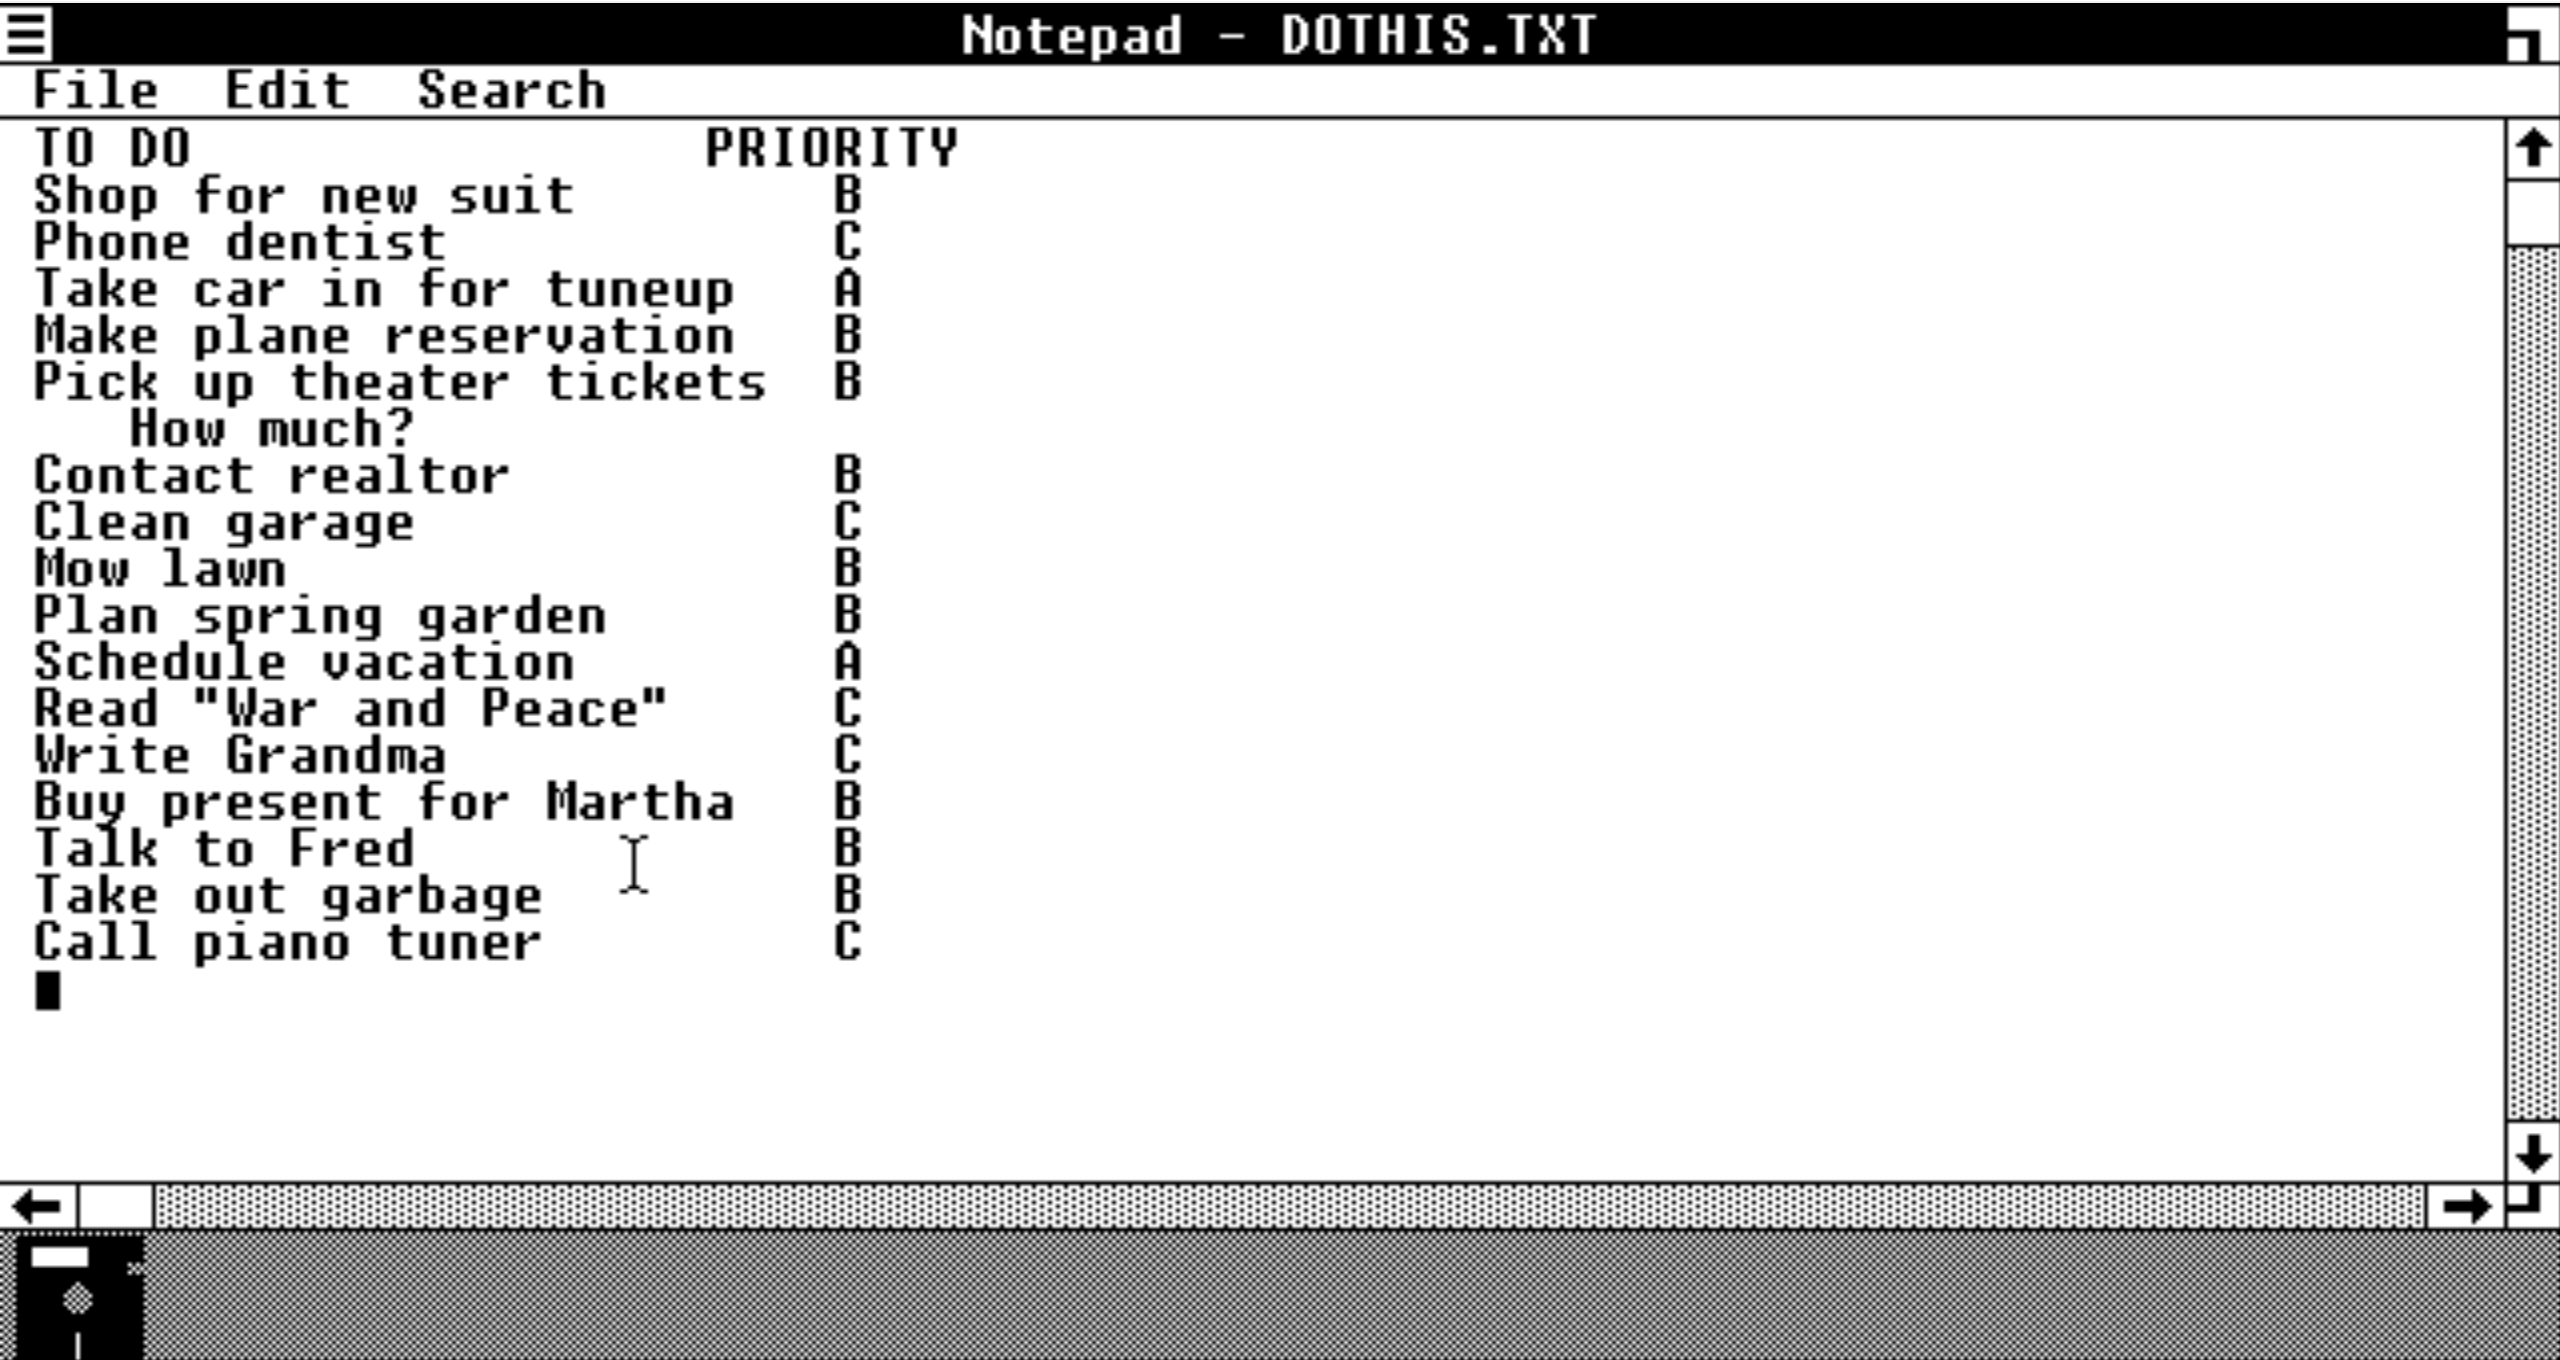 Notepad - DOTHIS.TXT
File  Edit  Search
TO DO                PRIORITY
Shop for new suit        B
Phone dentist            C
Take car in for tuneup   A
Make plane reservation   B
Pick up theater tickets  B
   How much?
Contact realtor          B
Clean garage             C
Mow lawn                 B
Plan spring garden       B
Schedule vacation        A
Read "War and Peace"     C
Write Grandma            C
Buy present for Martha   B
Talk to Fred             B
Take out garbage         B
Call piano tuner         C